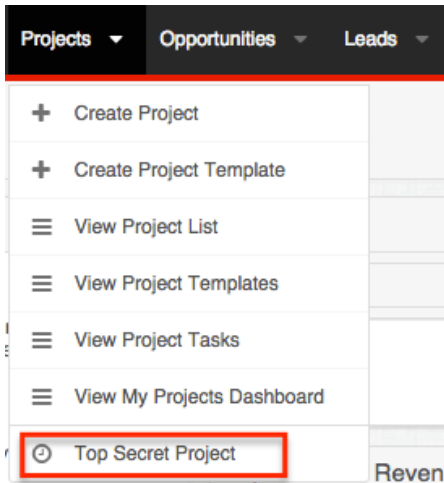 Projects Opportunities Leads
Create Project
Create Project Template
View Project List
View Project Templates
View Project Tasks
View My Projects Dashboard
Top Secret Project
Reven